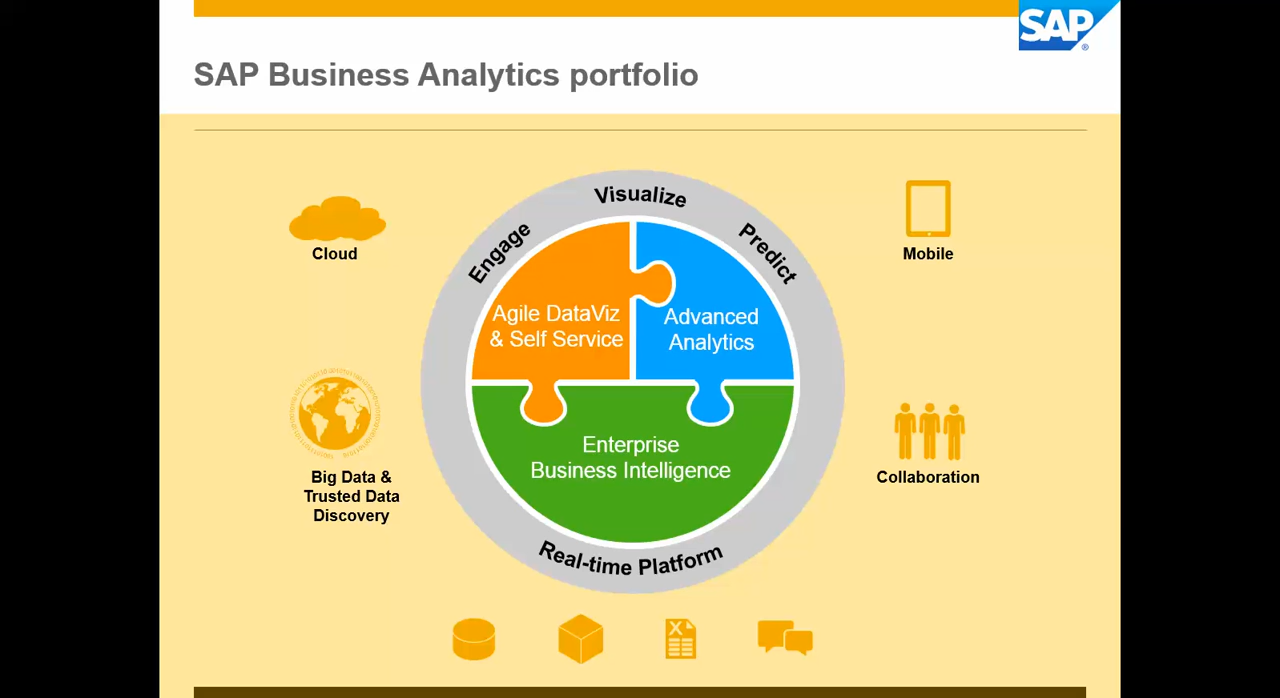 SAP
®
SAP Business Analytics portfolio
Visualize
Engage
Predict
Cloud
Mobile
Agile DataViz
& Self Service
Advanced
Analytics
Enterprise
Business Intelligence
Big Data &
Trusted Data
Discovery
Collaboration
Real-time Platform
X